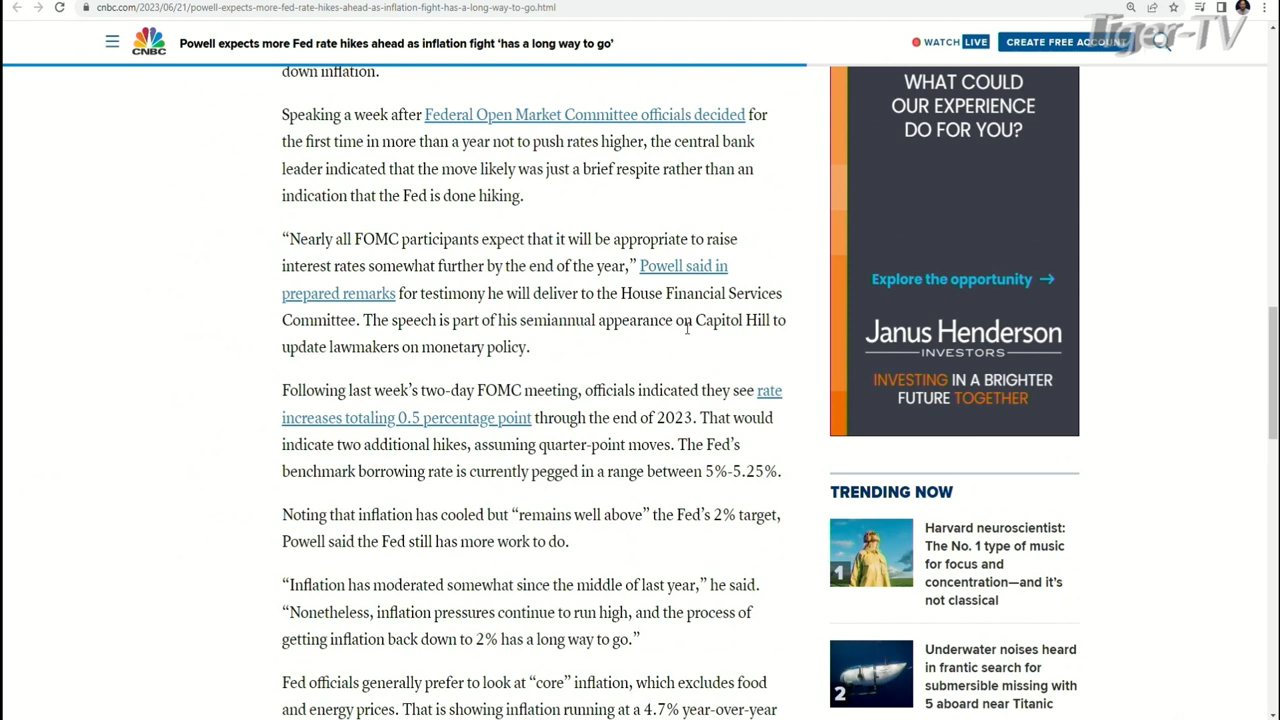 cnbc.com/2023/06/21/powell-expects-more-fed-rate-hikes-ahead-as-inflation-fight-has-a-long-way-to-go.html
CNBC
Powell expects more Fed rate hikes ahead as inflation fight ‘has a long way to go’
WATCH LIVE
CREATE FREE ACCOUNT
Tiger-TV
down inflation.
Speaking a week after Federal Open Market Committee officials decided for
the first time in more than a year not to push rates higher, the central bank
leader indicated that the move likely was just a brief respite rather than an
indication that the Fed is done hiking.
“Nearly all FOMC participants expect that it will be appropriate to raise
interest rates somewhat further by the end of the year,” Powell said in
prepared remarks for testimony he will deliver to the House Financial Services
Committee. The speech is part of his semiannual appearance on Capitol Hill to
update lawmakers on monetary policy.
Following last week’s two-day FOMC meeting, officials indicated they see rate
increases totaling 0.5 percentage point through the end of 2023. That would
indicate two additional hikes, assuming quarter-point moves. The Fed’s
benchmark borrowing rate is currently pegged in a range between 5%-5.25%.
Noting that inflation has cooled but “remains well above” the Fed’s 2% target,
Powell said the Fed still has more work to do.
“Inflation has moderated somewhat since the middle of last year,” he said.
“Nonetheless, inflation pressures continue to run high, and the process of
getting inflation back down to 2% has a long way to go.”
Fed officials generally prefer to look at “core” inflation, which excludes food
and energy prices. That is showing inflation running at a 4.7% year-over-year
WHAT COULD
OUR EXPERIENCE
DO FOR YOU?
Explore the opportunity →
Janus Henderson
INVESTORS
INVESTING IN A BRIGHTER
FUTURE TOGETHER
TRENDING NOW
1
Harvard neuroscientist:
The No. 1 type of music
for focus and
concentration—and it’s
not classical
2
Underwater noises heard
in frantic search for
submersible missing with
5 aboard near Titanic